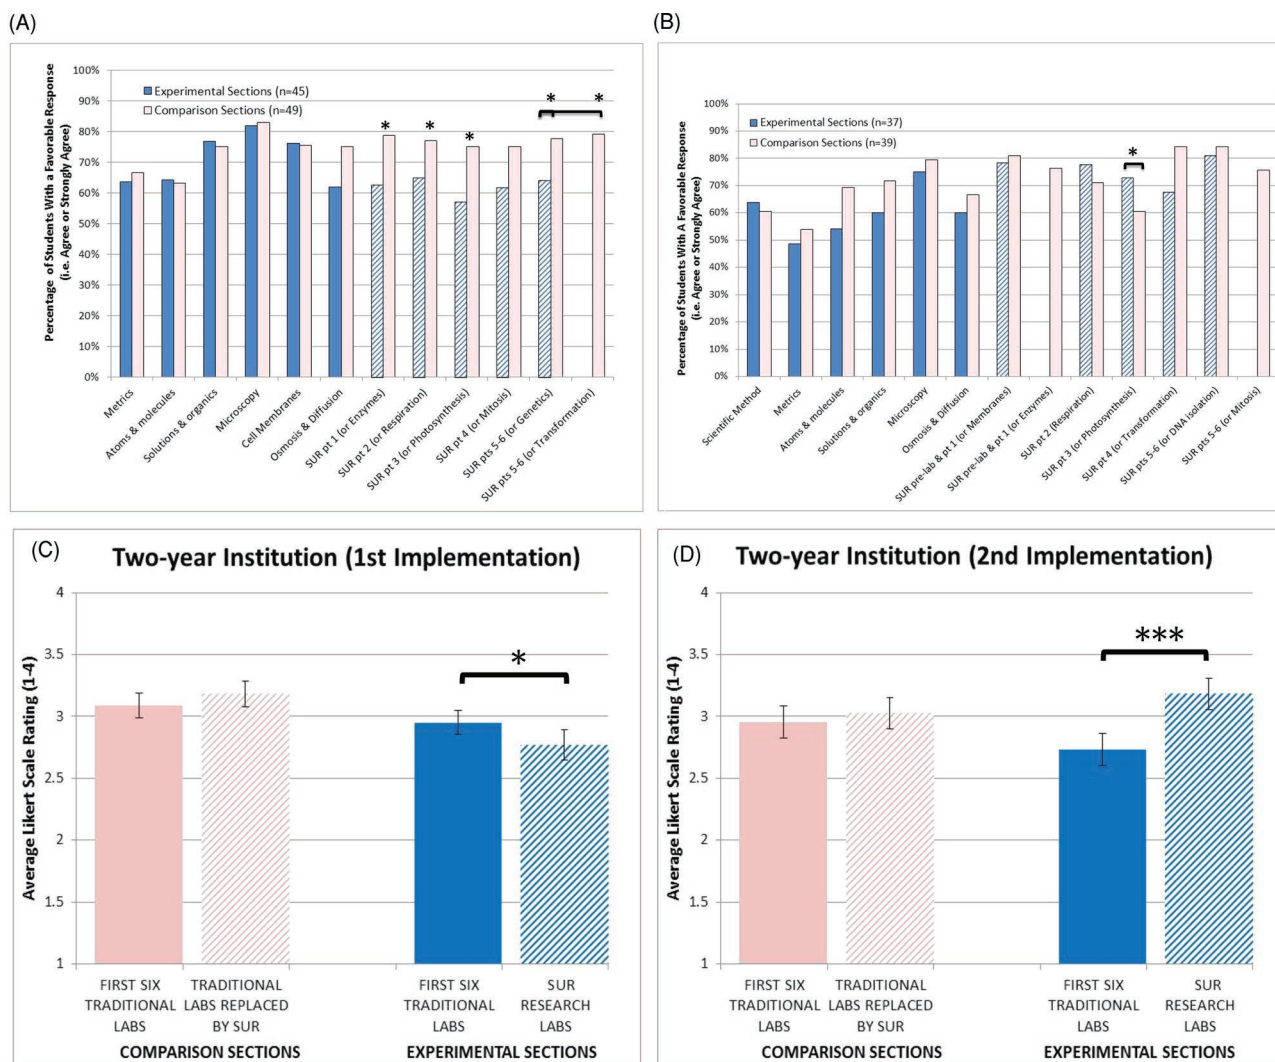 (A)
Percentage of Students With a Favorable Response
(i.e. Agree or Strongly Agree)
100%
90%
80%
70%
60%
50%
40%
30%
20%
10%
0%
Experimental Sections (n=45)
Comparison Sections (n=49)
* * * * *
Metrics
Atoms & molecules
Solutions & organics
Microscopy
Cell Membranes
Osmosis & Diffusion
SUR pt 1 (or Enzymes)
SUR pt 2 (or Respiration)
SUR pt 3 (or Photosynthesis)
SUR pt 4 (or Mitosis)
SUR pts 5-6 (or Genetics)
SUR pts 5-6 (or Transformation)
(B)
Percentage of Students With A Favorable Response
(i.e. Agree or Strongly Agree)
100%
90%
80%
70%
60%
50%
40%
30%
20%
10%
0%
Experimental Sections (n=37)
Comparison Sections (n=39)
*
Scientific Method
Metrics
Atoms & molecules
Solutions & organics
Microscopy
Osmosis & Diffusion
SUR pre-lab & pt 1 (or Membranes)
SUR pre-lab & pt 1 (or Enzymes)
SUR pt 2 (Respiration)
SUR pt 3 (or Photosynthesis)
SUR pt 4 (or Transformation)
SUR pts 5-6 (or DNA isolation)
SUR pts 5-6 (or Mitosis)
(C)
Two-year Institution (1st Implementation)
Average Likert Scale Rating (1-4)
4
3.5
3
2.5
2
1.5
1
*
FIRST SIX
TRADITIONAL
LABS
TRADITIONAL
LABS REPLACED
BY SUR
FIRST SIX
TRADITIONAL
LABS
SUR
RESEARCH
LABS
COMPARISON SECTIONS
EXPERIMENTAL SECTIONS
(D)
Two-year Institution (2nd Implementation)
Average Likert Scale Rating (1-4)
4
3.5
3
2.5
2
1.5
1
***
FIRST SIX
TRADITIONAL
LABS
TRADITIONAL
LABS REPLACED
BY SUR
FIRST SIX
TRADITIONAL
LABS
SUR
RESEARCH
LABS
COMPARISON SECTIONS
EXPERIMENTAL SECTIONS